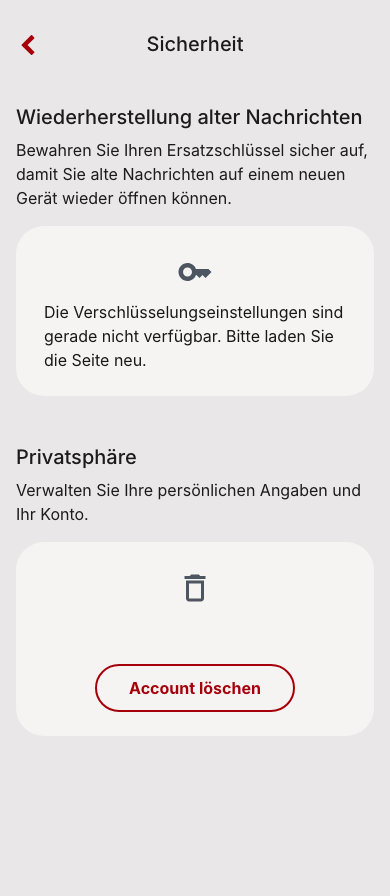 Sicherheit
Wiederherstellung alter Nachrichten
Bewahren Sie Ihren Ersatzschlüssel sicher auf,
damit Sie alte Nachrichten auf einem neuen
Gerät wieder öffnen können.
Die Verschlüsselungseinstellungen sind
gerade nicht verfügbar. Bitte laden Sie
die Seite neu.
Privatsphäre
Verwalten Sie Ihre persönlichen Angaben und
Ihr Konto.
Account löschen